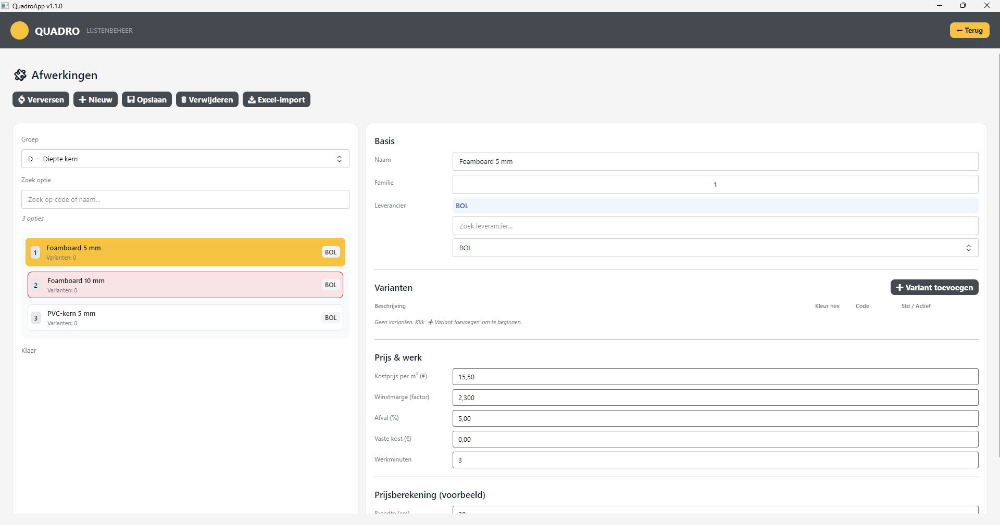 QuadroApp v1.1.0
QUADRO LIJSTENBEHEER
Terug
Afwerkingen
Verversen Nieuw Opslaan Verwijderen Excel-import
Groep
D - Diepte kern
Zoek optie
Zoek op code of naam...
3 opties
1 Foamboard 5 mm BOL
Varianten: 0
2 Foamboard 10 mm BOL
Varianten: 0
3 PVC-kern 5 mm BOL
Varianten: 0
Klaar
Basis
Naam Foamboard 5 mm
Familie 1
Leverancier BOL
Zoek leverancier...
BOL
Varianten Variant toevoegen
Beschrijving Kleur hex Code Std / Actief
Geen varianten. Klik '➕ Variant toevoegen' om te beginnen.
Prijs & werk
Kostprijs per m² (€) 15,50
Winstmarge (factor) 2,300
Afval (%) 5,00
Vaste kost (€) 0,00
Werkminuten 3
Prijsberekening (voorbeeld)
Breedte (cm)